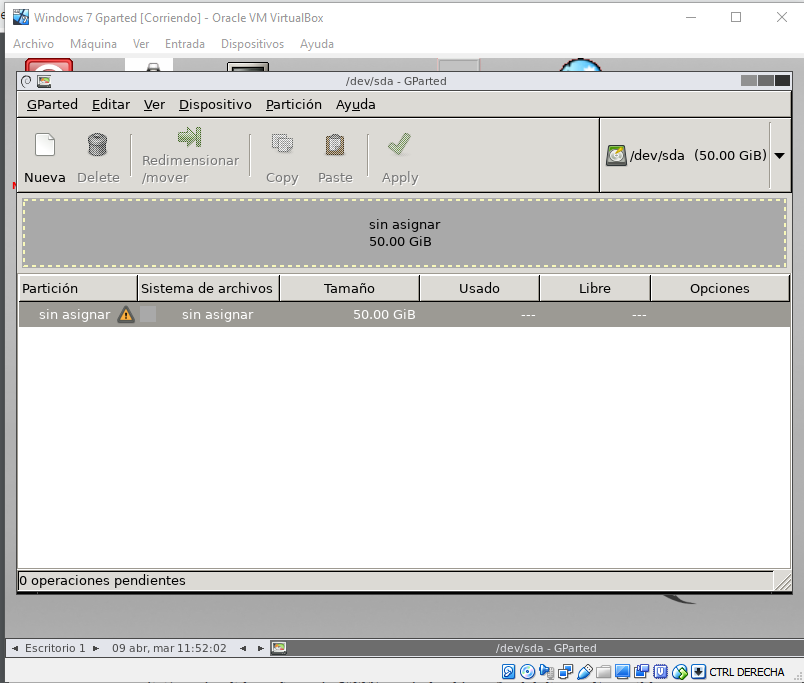 Windows 7 Gparted [Corriendo] - Oracle VM VirtualBox
Archivo Máquina Ver Entrada Dispositivos Ayuda
/dev/sda - GParted
GParted Editar Ver Dispositivo Partición Ayuda
Nueva Delete Redimensionar
/mover Copy Paste Apply
/dev/sda (50.00 GiB)
sin asignar
50.00 GiB
Partición Sistema de archivos Tamaño Usado Libre Opciones
sin asignar sin asignar 50.00 GiB --- ---
0 operaciones pendientes
Escritorio 1 09 abr, mar 11:52:02 /dev/sda - GParted
CTRL DERECHA